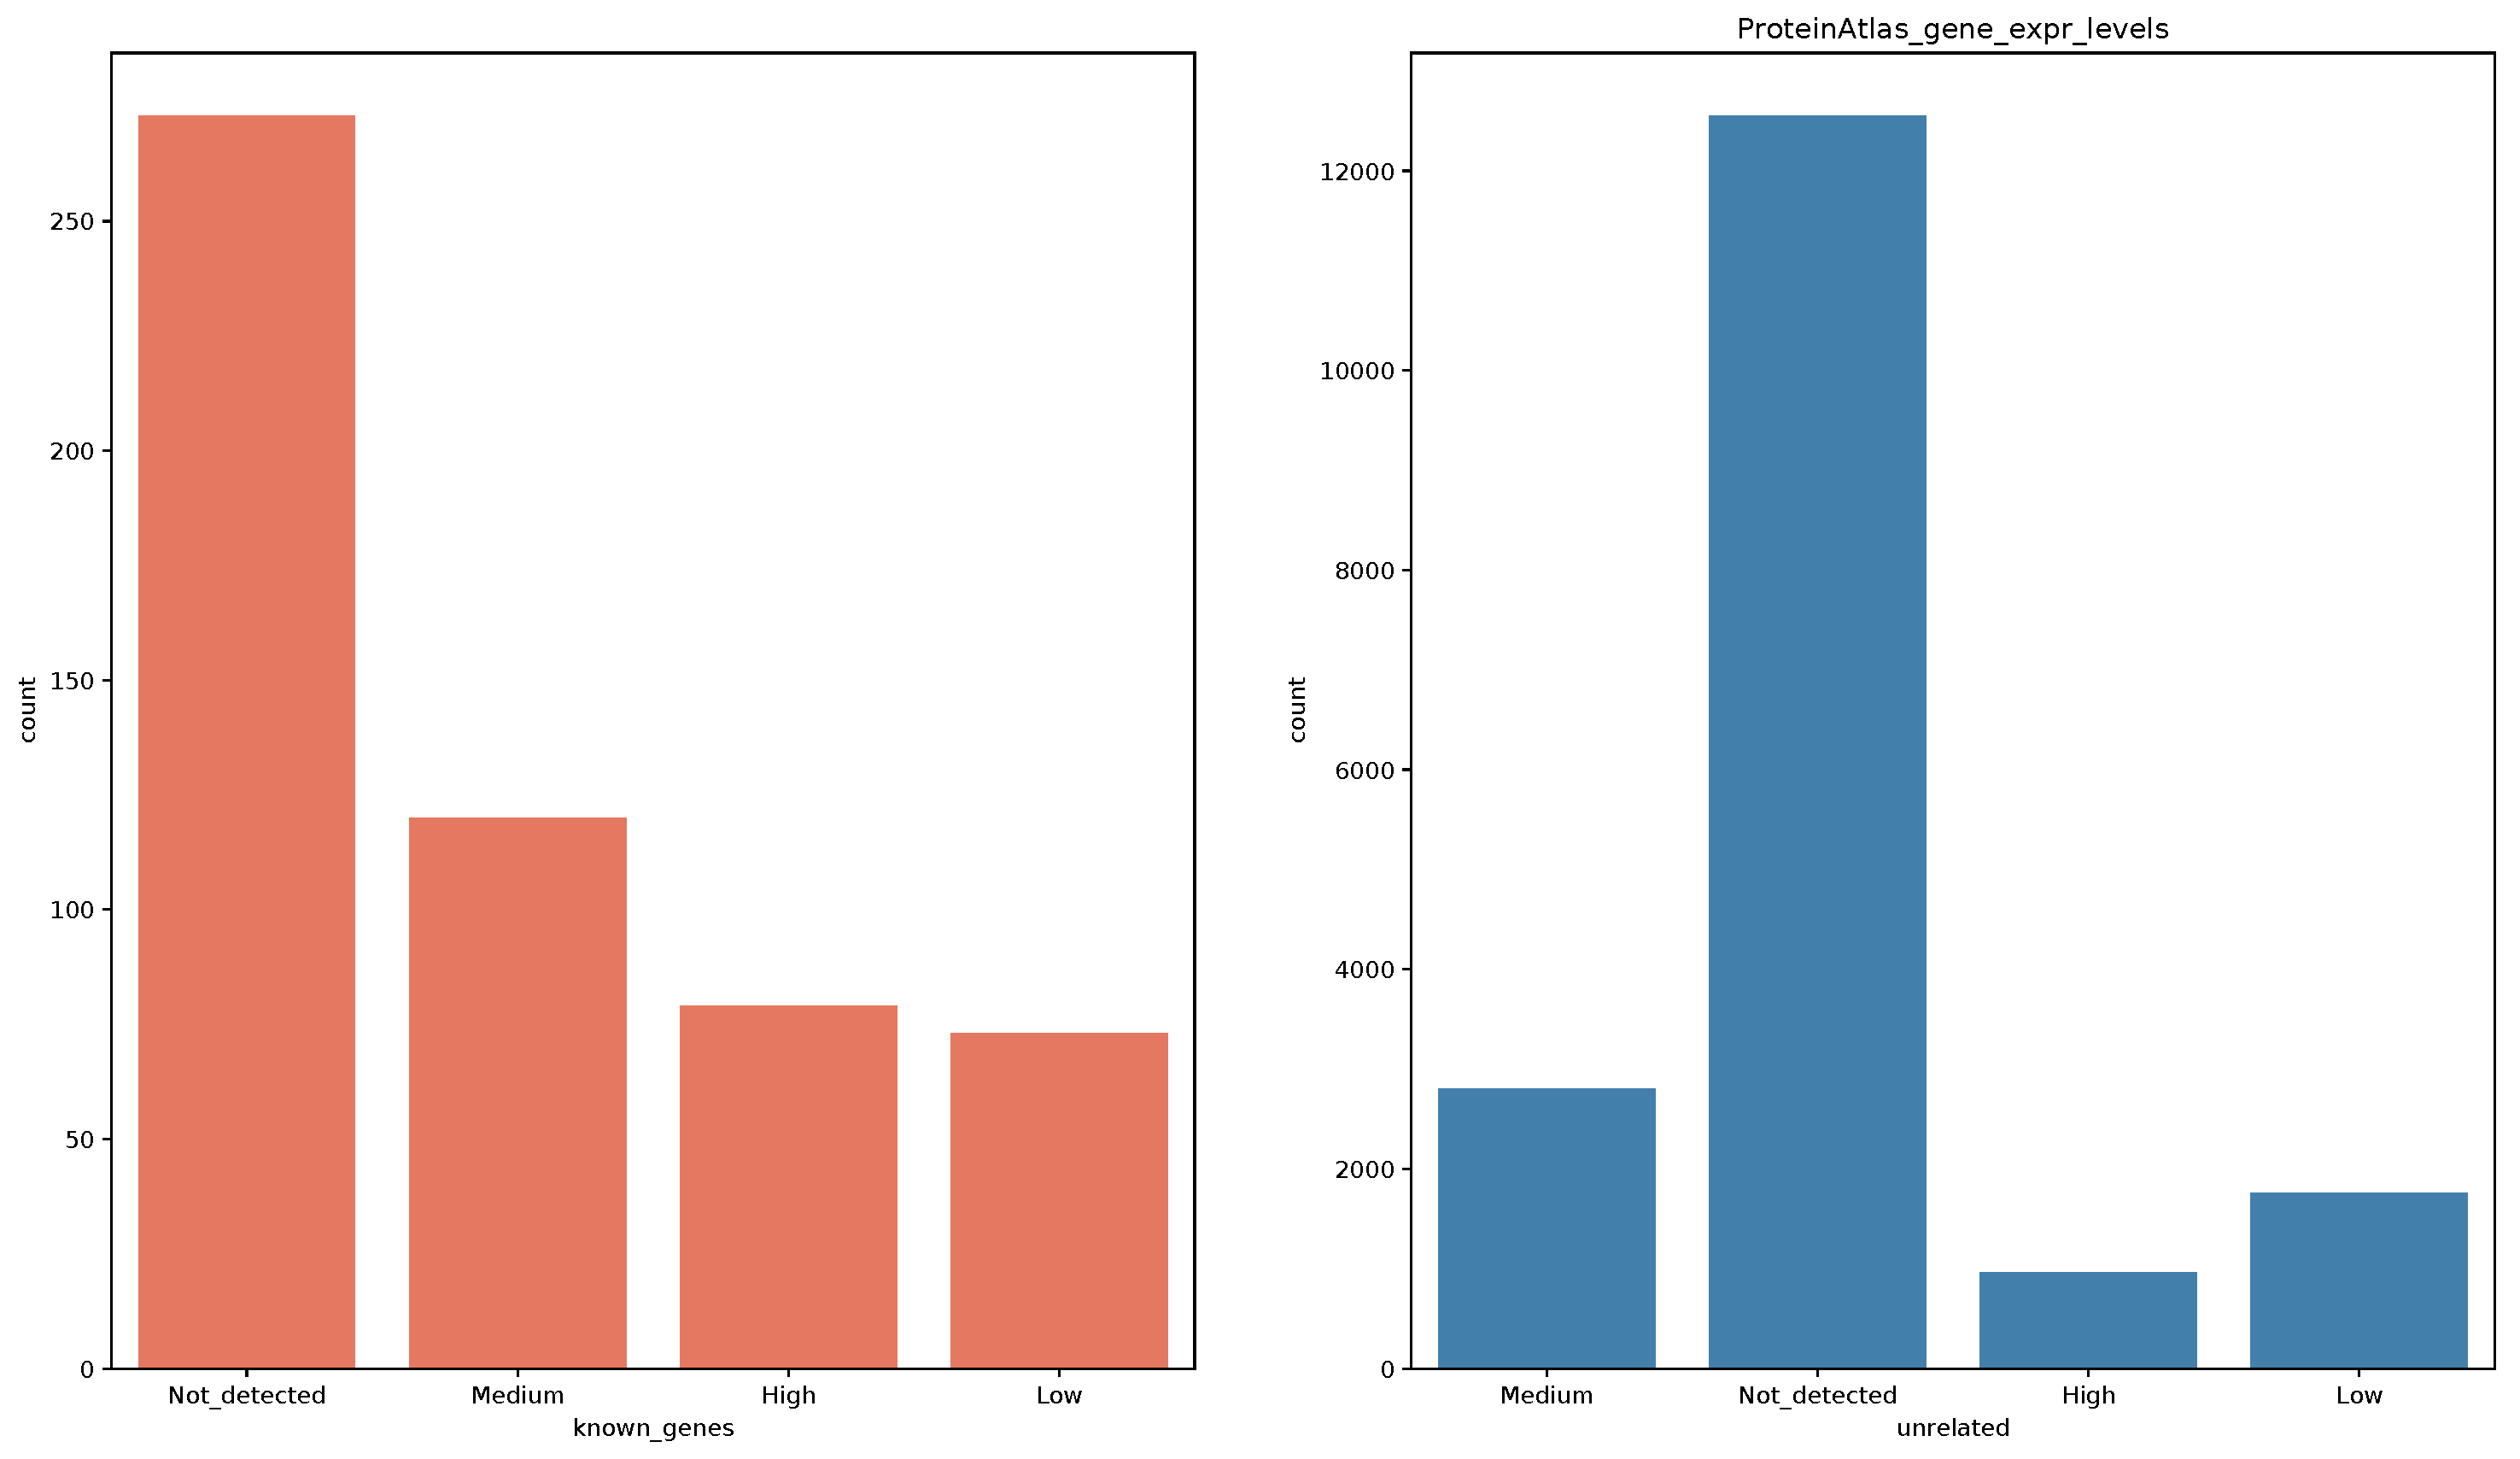 ProteinAtlas_gene_expr_levels
count
250
200
150
100
50
0
Not_detected
Medium
High
Low
known_genes
count
12000
10000
8000
6000
4000
2000
0
Medium
Not_detected
High
Low
unrelated